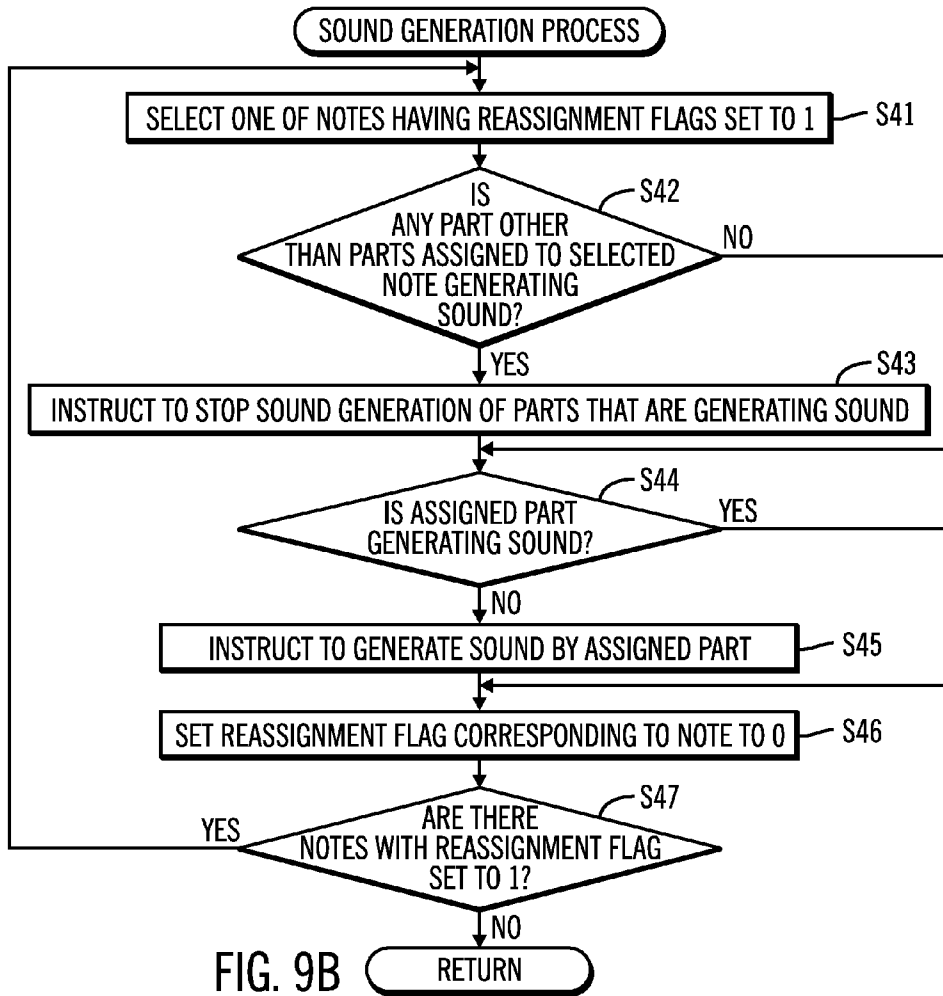 SOUND GENERATION PROCESS
SELECT ONE OF NOTES HAVING REASSIGNMENT FLAGS SET TO 1
S41
IS
ANY PART OTHER
THAN PARTS ASSIGNED TO SELECTED
NOTE GENERATING
SOUND?
S42
NO
YES
S43
INSTRUCT TO STOP SOUND GENERATION OF PARTS THAT ARE GENERATING SOUND
S44
IS ASSIGNED PART
GENERATING SOUND?
YES
NO
INSTRUCT TO GENERATE SOUND BY ASSIGNED PART
S45
SET REASSIGNMENT FLAG CORRESPONDING TO NOTE TO 0
S46
S47
YES
ARE THERE
NOTES WITH REASSIGNMENT FLAG
SET TO 1?
NO
FIG. 9B
RETURN